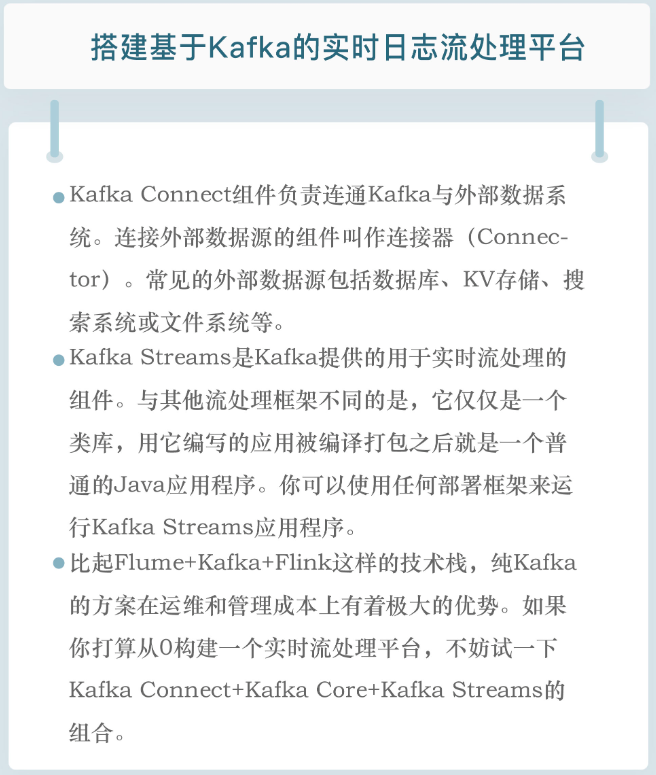 搭建基于Kafka的实时日志流处理平台
Kafka Connect组件负责连通Kafka与外部数据系
统。连接外部数据源的组件叫作连接器（Connec-
tor）。常见的外部数据源包括数据库、KV存储、搜
索系统或文件系统等。
Kafka Streams是Kafka提供的用于实时流处理的
组件。与其他流处理框架不同的是，它仅仅是一个
类库，用它编写的应用被编译打包之后就是一个普
通的Java应用程序。你可以使用任何部署框架来运
行Kafka Streams应用程序。
比起Flume+Kafka+Flink这样的技术栈，纯Kafka
的方案在运维和管理成本上有着极大的优势。如果
你打算从0构建一个实时流处理平台，不妨试一下
Kafka Connect+Kafka Core+Kafka Streams的
组合。